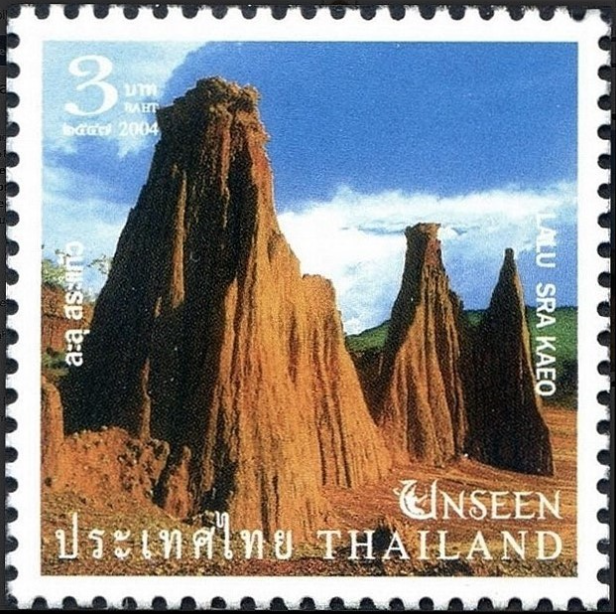 3 บาท
BAHT
๒๕๔๗ 2004
ละลุ สระแก้ว
LALU SRA KAEO
UNSEEN
ประเทศไทย THAILAND